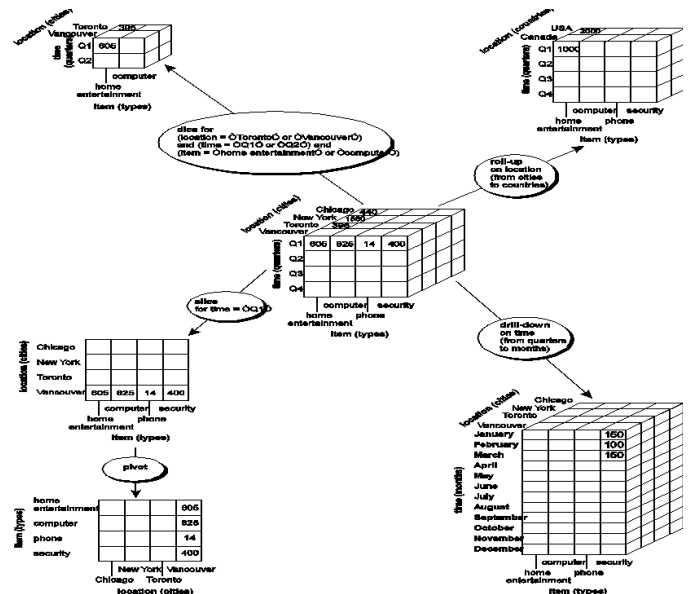 location (cities)
Toronto 395
Vancouver
Q1 605
Q2
time (quarters)
computer
home
entertainment
Item (types)
location (countries)
USA 2000
Canada
Q1 1000
Q2
Q3
Q4
time (quarters)
computer security
home phone
entertainment
Item (types)
dice for
(location = ÒTorontoÓ or ÒVancouverÓ)
and (time = ÒQ1Ó or ÒQ2Ó) and
(item = Òhome entertainmentÓ or ÒcomputerÓ)
roll-up
on location
(from cities
to countries)
location (cities)
Chicago 440
New York 1560
Toronto 395
Vancouver
Q1 605 825 14 400
Q2
Q3
Q4
time (quarters)
computer security
home phone
entertainment
Item (types)
slice
for time = ÒQ1Ó
drill-down
on time
(from quarters
to months)
location (cities)
Chicago
New York
Toronto
Vancouver 605 825 14 400
computer security
home phone
entertainment
Item (types)
pivot
Item (types)
home
entertainment 605
computer 825
phone 14
security 400
New York Vancouver
Chicago Toronto
location (cities)
location (cities)
Chicago
New York
Toronto
Vancouver
January 150
February 100
March 150
April
May
June
July
August
September
October
November
December
time (months)
computer security
home phone
entertainment
Item (types)